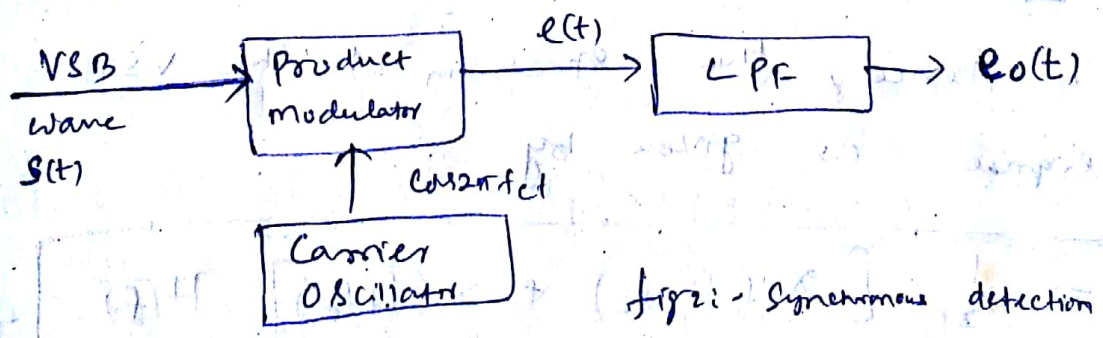 VSB
wave
S(t)
Product
modulator
e(t)
LPF
eo(t)
Cos2πfct
Carrier
Oscillator
fig2:- Synchronous detection